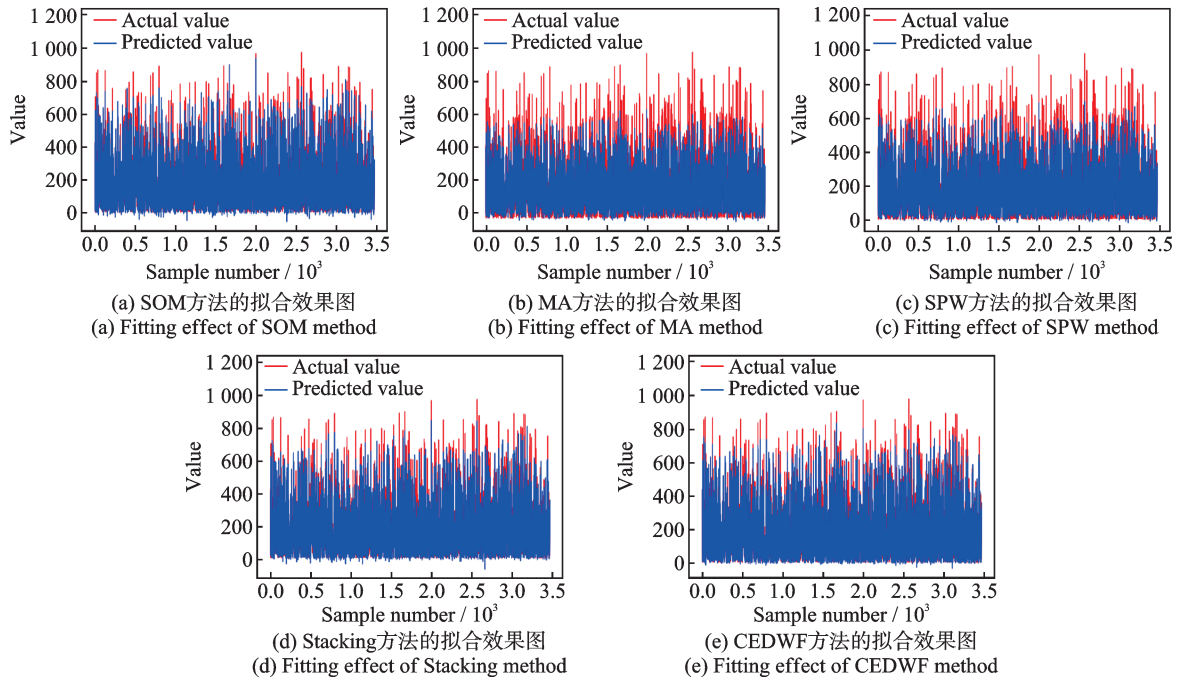 1 200
1 000
800
600
400
200
0
Value
Actual value
Predicted value
0.0 0.5 1.0 1.5 2.0 2.5 3.0 3.5
Sample number / 10³
(a) SOM方法的拟合效果图
(a) Fitting effect of SOM method
1 200
1 000
800
600
400
200
0
Value
Actual value
Predicted value
0.0 0.5 1.0 1.5 2.0 2.5 3.0 3.5
Sample number / 10³
(b) MA方法的拟合效果图
(b) Fitting effect of MA method
1 200
1 000
800
600
400
200
0
Value
Actual value
Predicted value
0.0 0.5 1.0 1.5 2.0 2.5 3.0 3.5
Sample number / 10³
(c) SPW方法的拟合效果图
(c) Fitting effect of SPW method
1 200
1 000
800
600
400
200
0
Value
Actual value
Predicted value
0.0 0.5 1.0 1.5 2.0 2.5 3.0 3.5
Sample number / 10³
(d) Stacking方法的拟合效果图
(d) Fitting effect of Stacking method
1 200
1 000
800
600
400
200
0
Value
Actual value
Predicted value
0.0 0.5 1.0 1.5 2.0 2.5 3.0 3.5
Sample number / 10³
(e) CEDWF方法的拟合效果图
(e) Fitting effect of CEDWF method